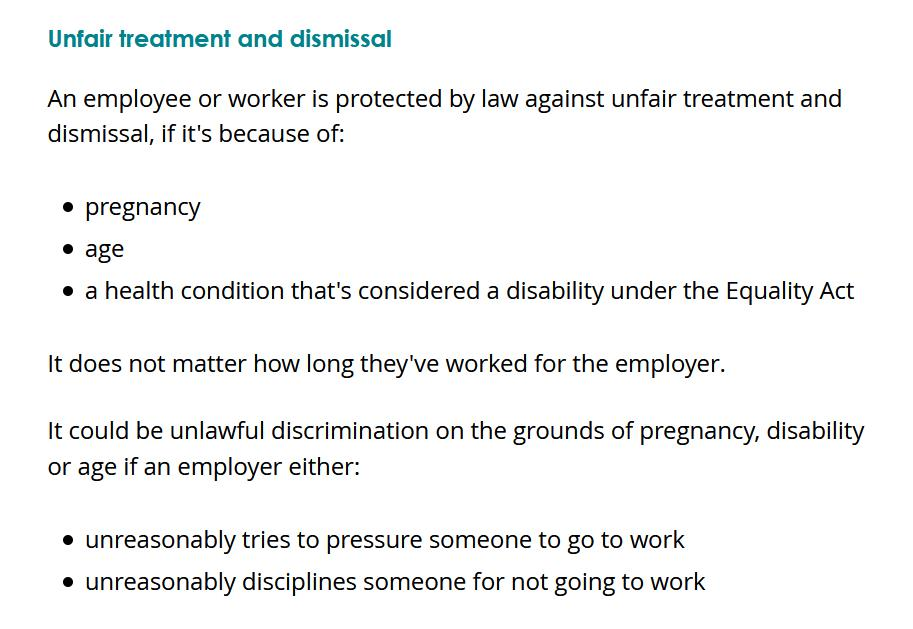 Unfair treatment and dismissal
An employee or worker is protected by law against unfair treatment and
dismissal, if it's because of:
• pregnancy
• age
• a health condition that's considered a disability under the Equality Act
It does not matter how long they've worked for the employer.
It could be unlawful discrimination on the grounds of pregnancy, disability
or age if an employer either:
• unreasonably tries to pressure someone to go to work
• unreasonably disciplines someone for not going to work